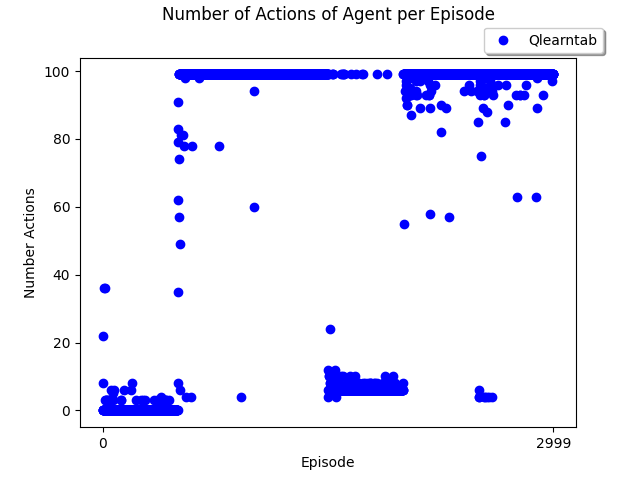 Number of Actions of Agent per Episode
Qlearntab
100
80
60
40
20
0
Number Actions
0
2999
Episode